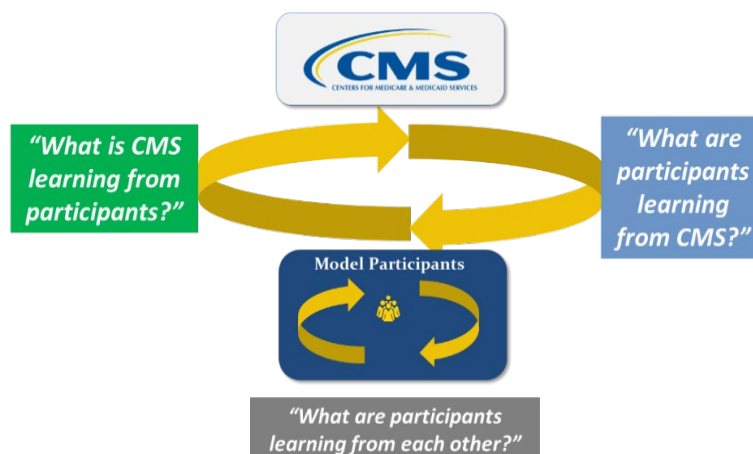 CMS
CENTERS FOR MEDICARE & MEDICAID SERVICES
“What is CMS
learning from
participants?”
“What are
participants
learning
from CMS?”
Model Participants
“What are participants
learning from each other?”